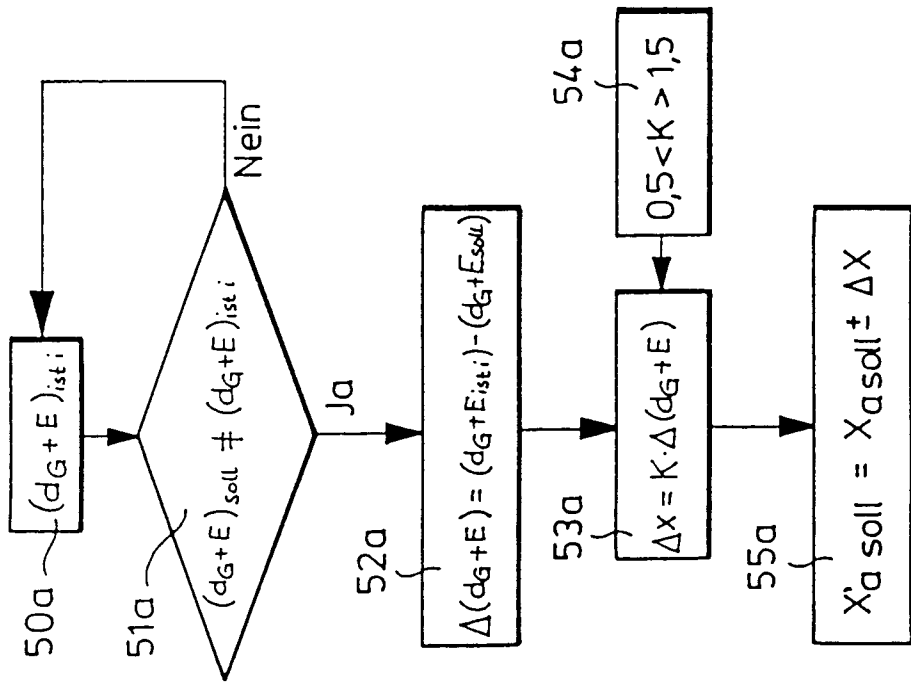 50a
(d_G+E)_ist i
51a
(d_G+E)_soll ≠ (d_G+E)_ist i
Nein
Ja
52a
Δ(d_G+E) = (d_G+E_ist i)-(d_G+E_soll)
53a
Δx = K·Δ(d_G+E)
54a
0,5<K>1,5
55a
X'a soll = X_a soll ± ΔX